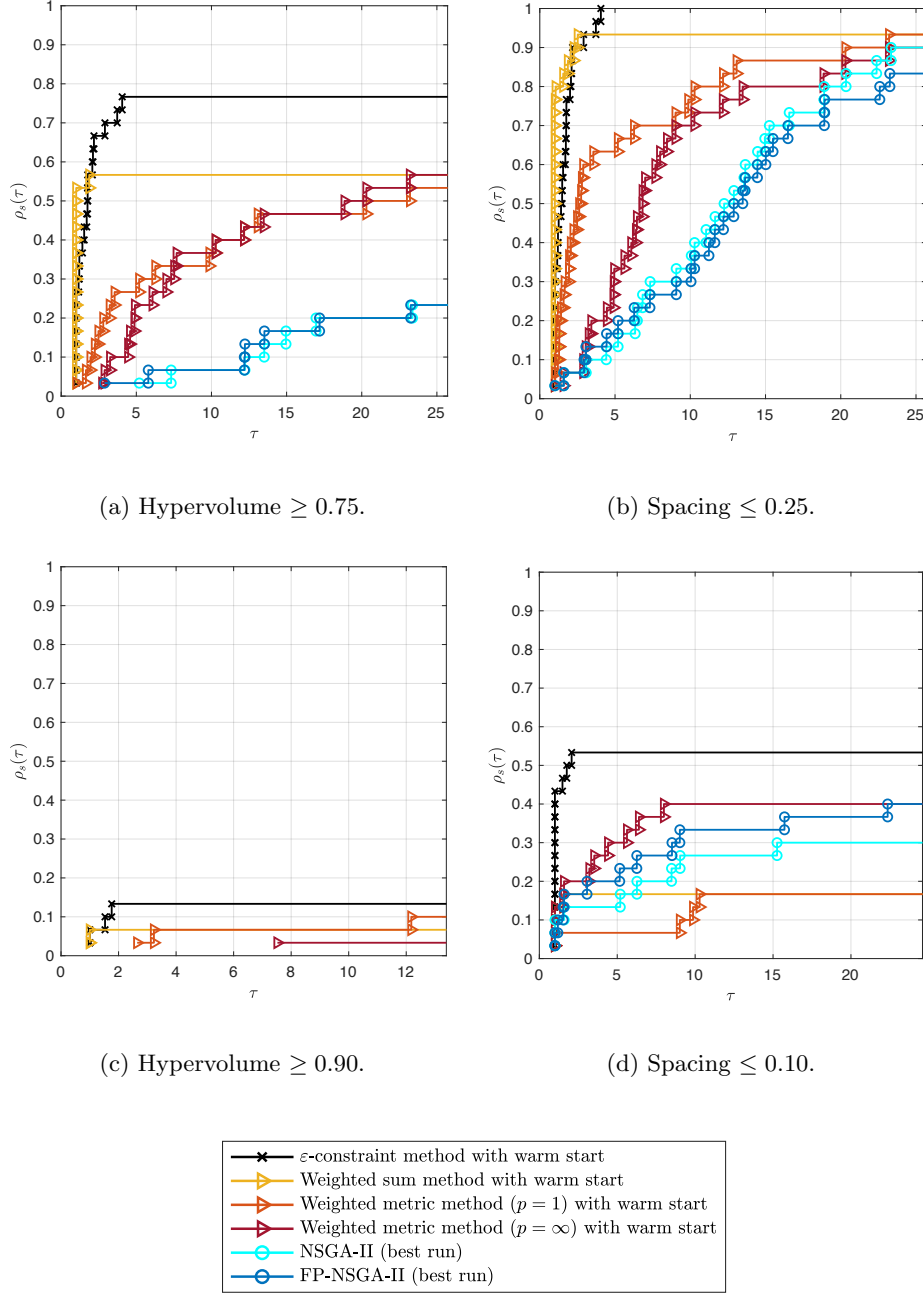 1
0.9
0.8
0.7
0.6
0.5
0.4
0.3
0.2
0.1
0
ρs(τ)
0 5 10 15 20 25
τ
(a) Hypervolume ≥ 0.75.
1
0.9
0.8
0.7
0.6
0.5
0.4
0.3
0.2
0.1
0
ρs(τ)
0 5 10 15 20 25
τ
(b) Spacing ≤ 0.25.
1
0.9
0.8
0.7
0.6
0.5
0.4
0.3
0.2
0.1
0
ρs(τ)
0 2 4 6 8 10 12
τ
(c) Hypervolume ≥ 0.90.
1
0.9
0.8
0.7
0.6
0.5
0.4
0.3
0.2
0.1
0
ρs(τ)
0 5 10 15 20
τ
(d) Spacing ≤ 0.10.
ε-constraint method with warm start
Weighted sum method with warm start
Weighted metric method (p = 1) with warm start
Weighted metric method (p = ∞) with warm start
NSGA-II (best run)
FP-NSGA-II (best run)